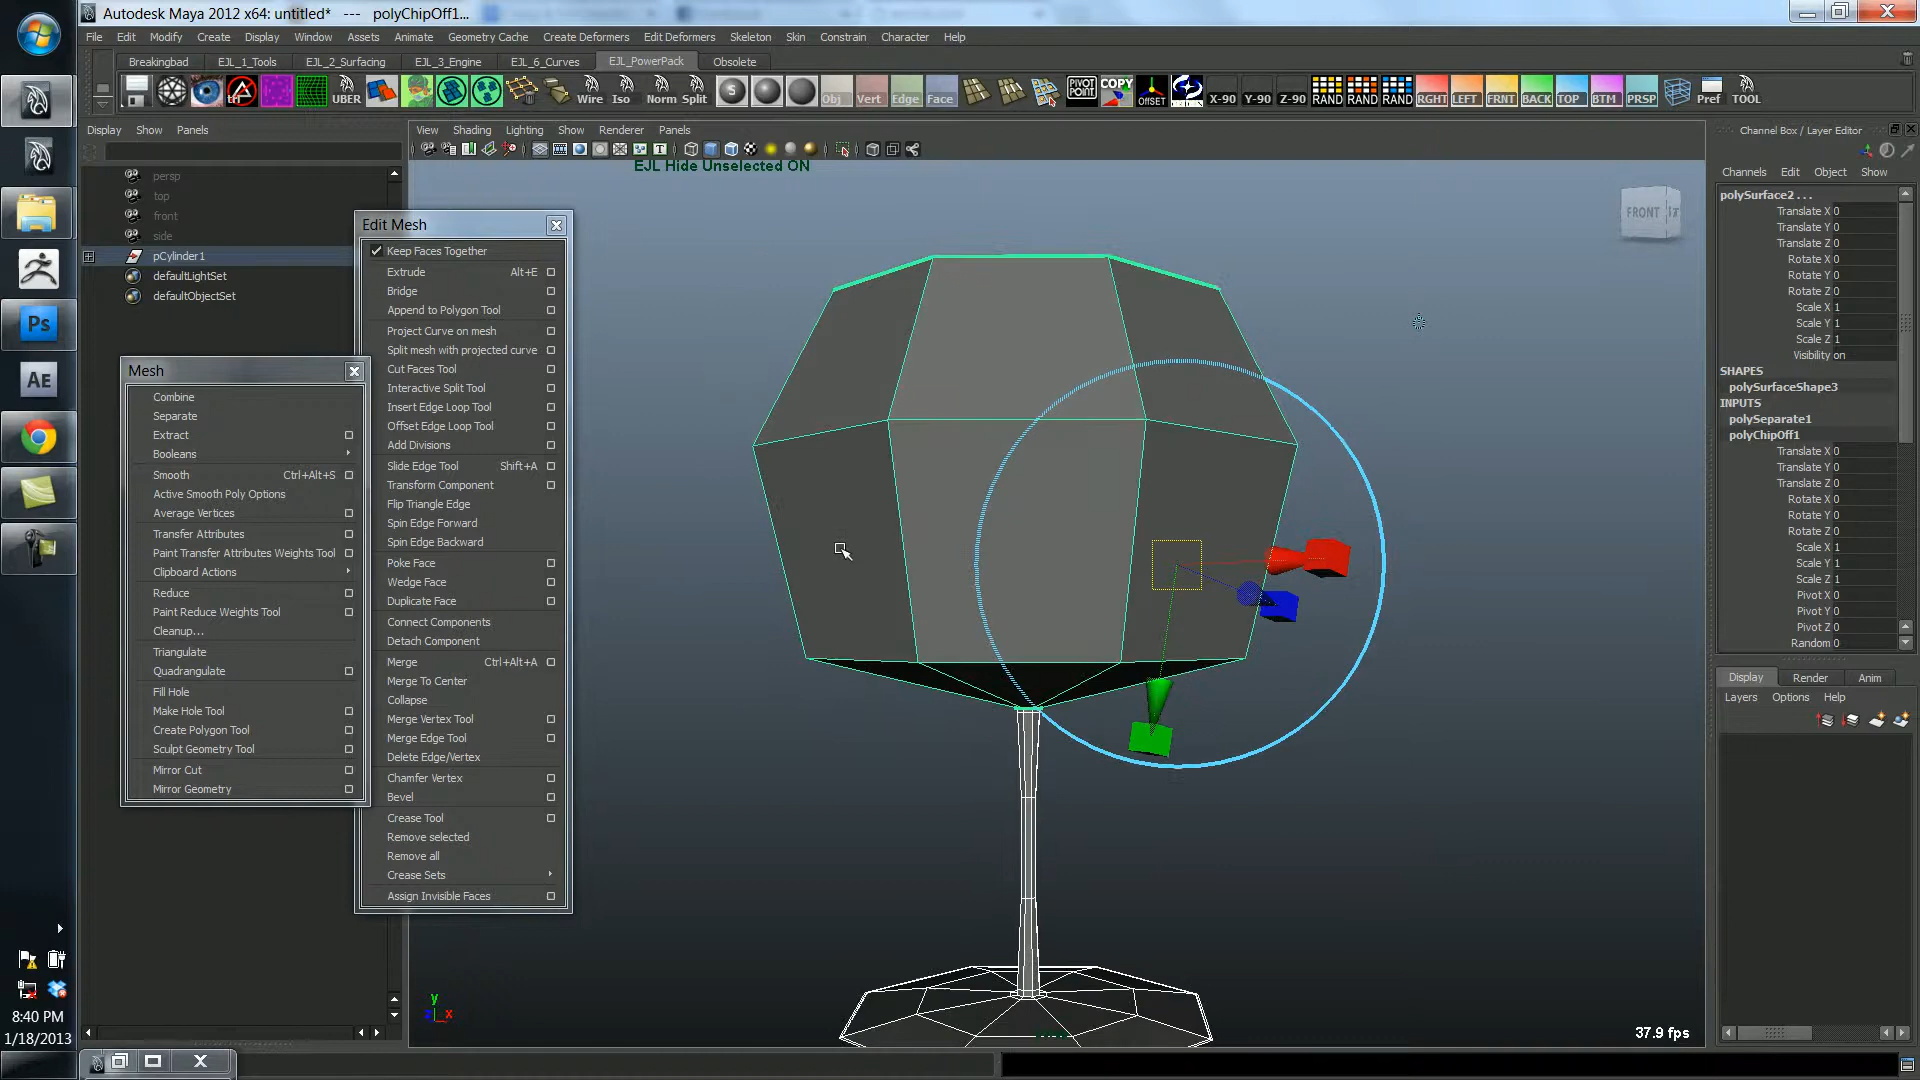 Autodesk Maya 2012 x64: untitled* --- polyChipOff1...
File Edit Modify Create Display Window Assets Animate Geometry Cache Create Deformers Edit Deformers Skeleton Skin Constrain Character Help
Breakingbad EJL_1_Tools EJL_2_Surfacing EJL_3_Engine EJL_6_Curves EJL_PowerPack Obsolete
trl UBER Wire Iso Norm Split S Obj Vert Edge Face PIVOT POINT COPY OFFSET X-90 Y-90 Z-90 RAND RAND RAND RGHT LEFT FRNT BACK TOP BTM PRSP Pref TOOL
Display Show Panels
View Shading Lighting Show Renderer Panels
EJL Hide Unselected ON
FRONT
persp
top
front
side
pCylinder1
defaultLightSet
defaultObjectSet
Edit Mesh
Keep Faces Together
Extrude Alt+E
Bridge
Append to Polygon Tool
Project Curve on mesh
Split mesh with projected curve
Cut Faces Tool
Interactive Split Tool
Insert Edge Loop Tool
Offset Edge Loop Tool
Add Divisions
Slide Edge Tool Shift+A
Transform Component
Flip Triangle Edge
Spin Edge Forward
Spin Edge Backward
Poke Face
Wedge Face
Duplicate Face
Connect Components
Detach Component
Merge Ctrl+Alt+A
Merge To Center
Collapse
Merge Vertex Tool
Merge Edge Tool
Delete Edge/Vertex
Chamfer Vertex
Bevel
Crease Tool
Remove selected
Remove all
Crease Sets
Assign Invisible Faces
Mesh
Combine
Separate
Extract
Booleans
Smooth Ctrl+Alt+S
Active Smooth Poly Options
Average Vertices
Transfer Attributes
Paint Transfer Attributes Weights Tool
Clipboard Actions
Reduce
Paint Reduce Weights Tool
Cleanup...
Triangulate
Quadrangulate
Fill Hole
Make Hole Tool
Create Polygon Tool
Sculpt Geometry Tool
Mirror Cut
Mirror Geometry
y
z x
37.9 fps
Channel Box / Layer Editor
Channels Edit Object Show
polySurface2 . . .
Translate X 0
Translate Y 0
Translate Z 0
Rotate X 0
Rotate Y 0
Rotate Z 0
Scale X 1
Scale Y 1
Scale Z 1
Visibility on
SHAPES
polySurfaceShape3
INPUTS
polySeparate1
polyChipOff1
Translate X 0
Translate Y 0
Translate Z 0
Rotate X 0
Rotate Y 0
Rotate Z 0
Scale X 1
Scale Y 1
Scale Z 1
Pivot X 0
Pivot Y 0
Pivot Z 0
Random 0
Display Render Anim
Layers Options Help
Ps
AE
8:40 PM
1/18/2013